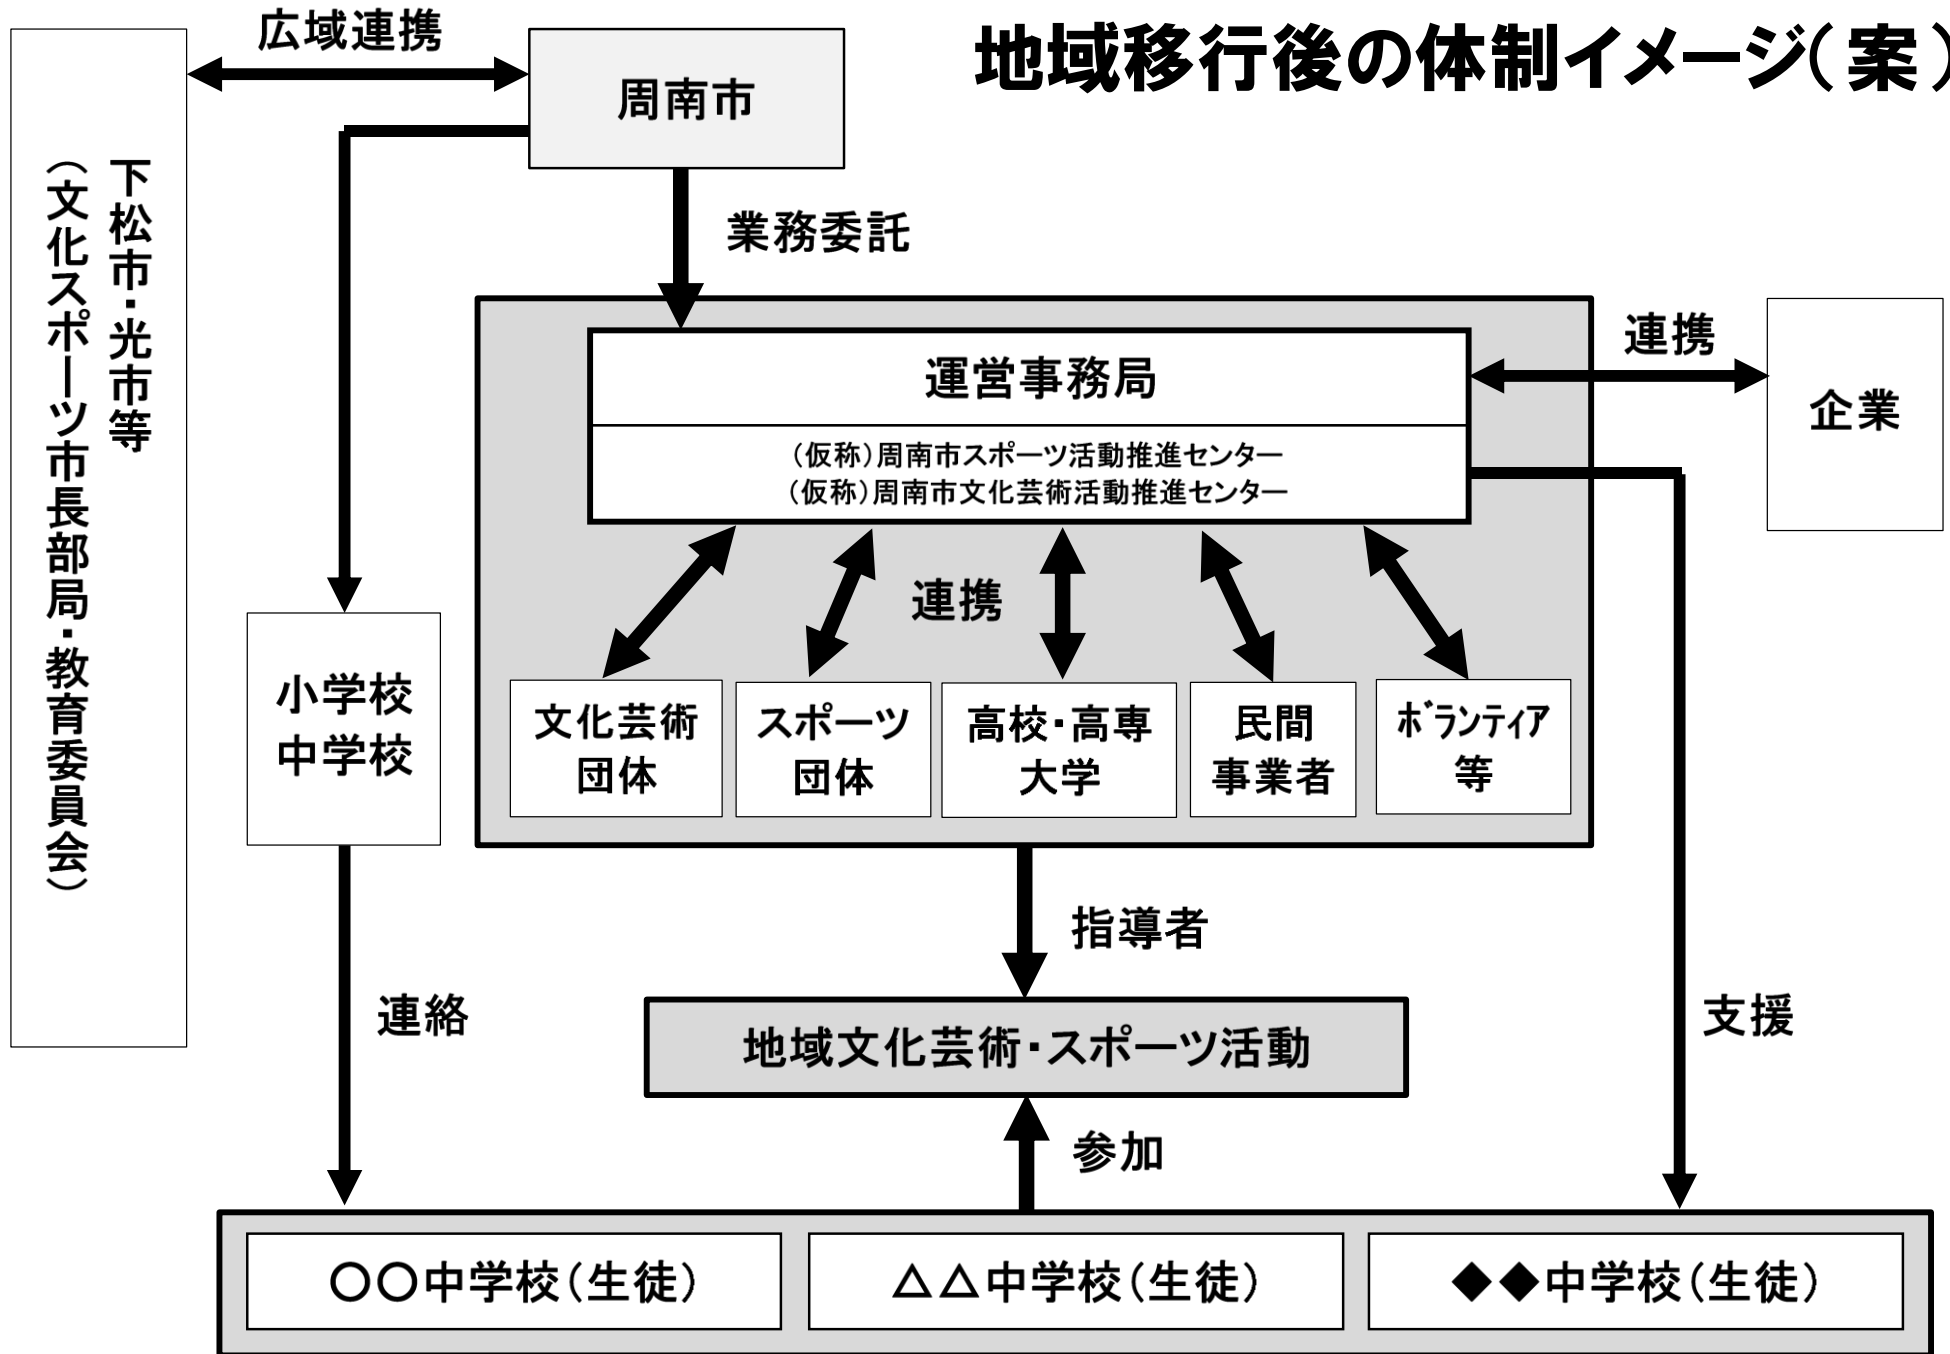 地域移行後の体制イメージ(案)
広域連携
周南市
下松市・光市等
(文化スポーツ市長部局・教育委員会)
業務委託
運営事務局
(仮称)周南市スポーツ活動推進センター
(仮称)周南市文化芸術活動推進センター
連携
企業
連携
小学校
中学校
文化芸術
団体
スポーツ
団体
高校・高専
大学
民間
事業者
ボランティア
等
指導者
連絡
支援
地域文化芸術・スポーツ活動
参加
○○中学校(生徒)
△△中学校(生徒)
◆◆中学校(生徒)